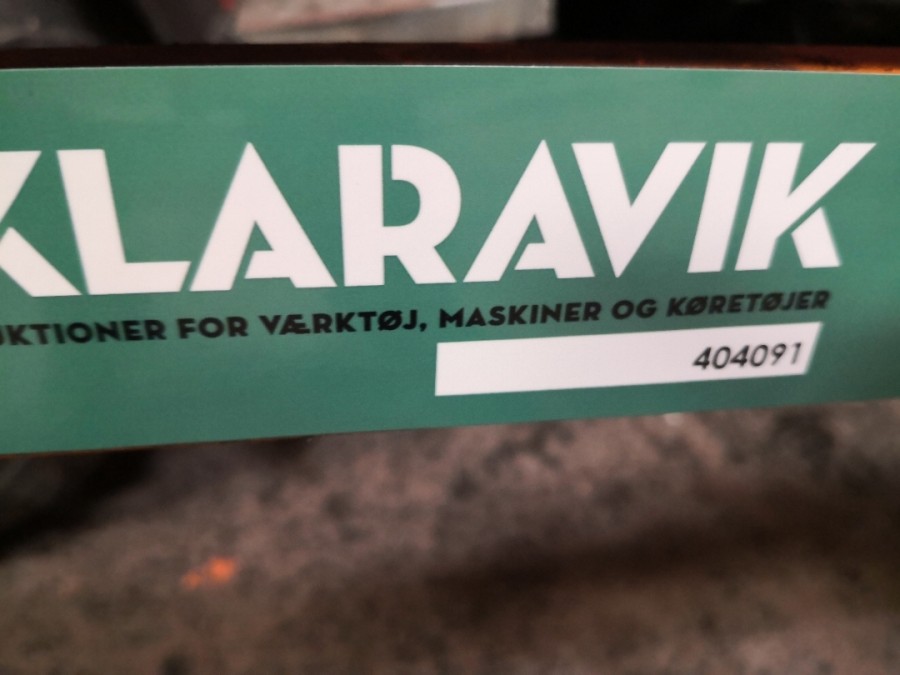 KLARAVIK
UKTIONER FOR VÆRKTØJ, MASKINER OG KØRETØJER
404091